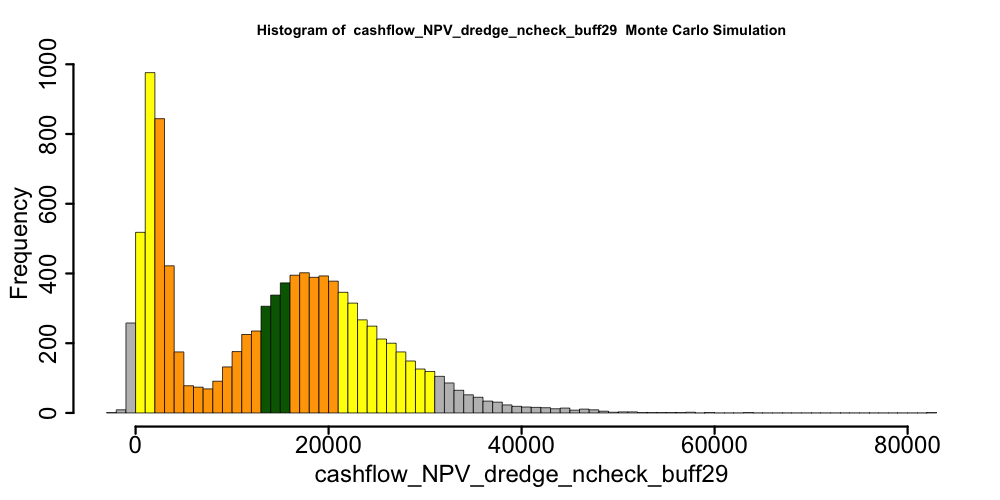 Histogram of  cashflow_NPV_dredge_ncheck_buff29  Monte Carlo Simulation
Frequency
1000
800
600
400
200
0
0 20000 40000 60000 80000
cashflow_NPV_dredge_ncheck_buff29